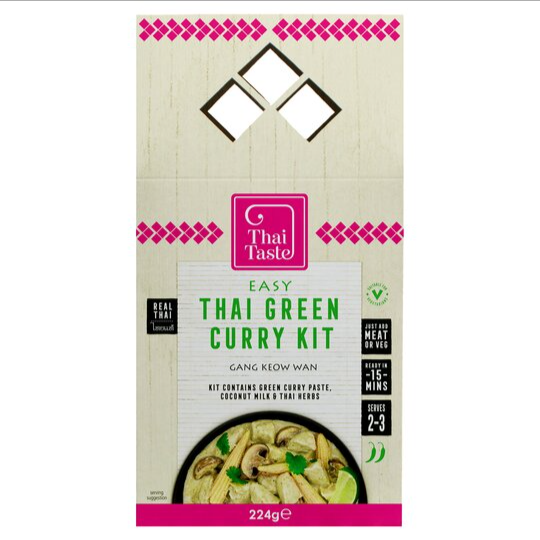 Thai
Taste
EASY
THAI GREEN
CURRY KIT
GANG KEOW WAN
KIT CONTAINS GREEN CURRY PASTE,
COCONUT MILK & THAI HERBS
REAL
THAI
JUST ADD
MEAT
OR VEG
READY IN
-15-
MINS
SERVES
2-3
serving
suggestion
224g℮